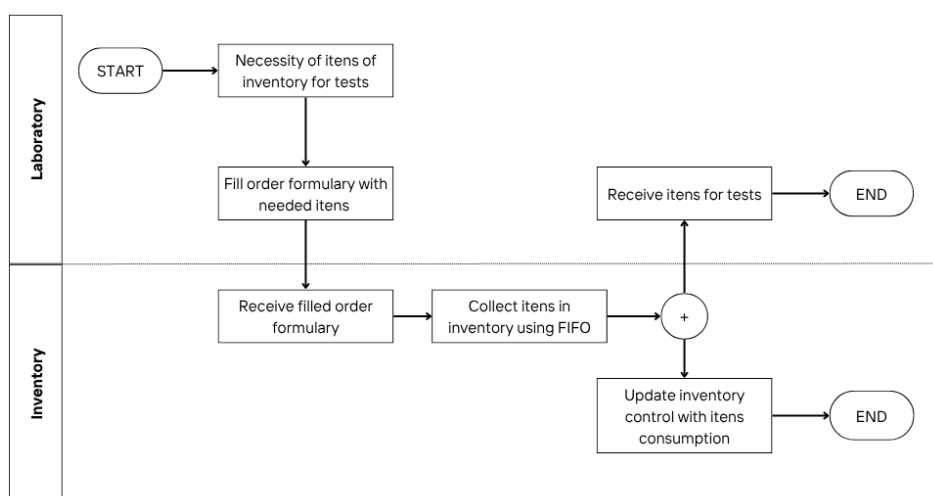 Laboratory
START
Necessity of itens of
inventory for tests
Fill order formulary with
needed itens
Receive itens for tests
END
Inventory
Receive filled order
formulary
Collect itens in
inventory using FIFO
+
Update inventory
control with itens
consumption
END